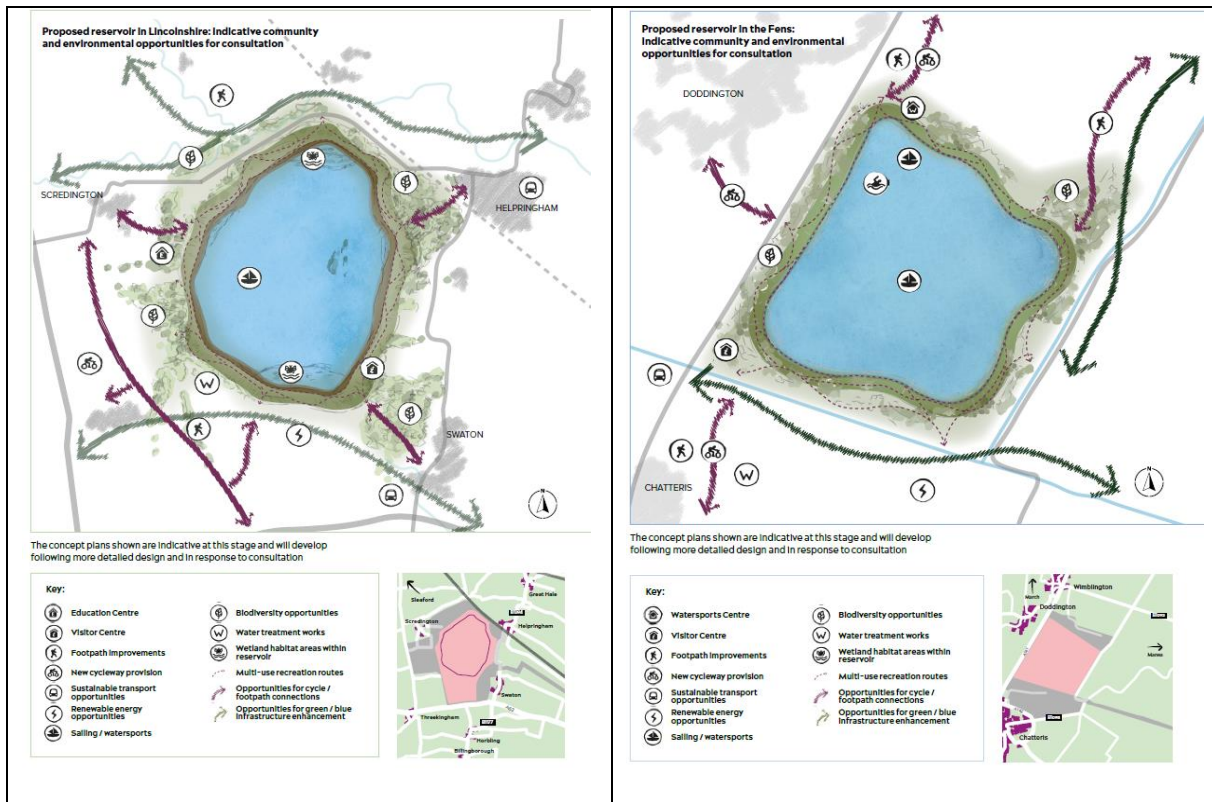 Proposed reservoir in Lincolnshire: Indicative community
and environmental opportunities for consultation
SCREDINGTON
HELPRINGHAM
SWATON
N
The concept plans shown are indicative at this stage and will develop
following more detailed design and in response to consultation
Key:
Education Centre
Visitor Centre
Footpath improvements
New cycleway provision
Sustainable transport
opportunities
Renewable energy
opportunities
Sailing / watersports
Biodiversity opportunities
W Water treatment works
Wetland habitat areas within
reservoir
Multi-use recreation routes
Opportunities for cycle /
footpath connections
Opportunities for green / blue
infrastructure enhancement
Sleaford
Great Hale
Scredington
Helpringham
Swaton
Threekingham
Horbling
Billingborough
Proposed reservoir in the Fens:
Indicative community and environmental
opportunities for consultation
DODDINGTON
CHATTERIS
W
N
The concept plans shown are indicative at this stage and will develop
following more detailed design and in response to consultation
Key:
Watersports Centre
Visitor Centre
Footpath improvements
New cycleway provision
Sustainable transport
opportunities
Renewable energy
opportunities
Sailing / watersports
Biodiversity opportunities
W Water treatment works
Wetland habitat areas within
reservoir
Multi-use recreation routes
Opportunities for cycle /
footpath connections
Opportunities for green / blue
infrastructure enhancement
March
Wimblington
Doddington
Manea
Chatteris